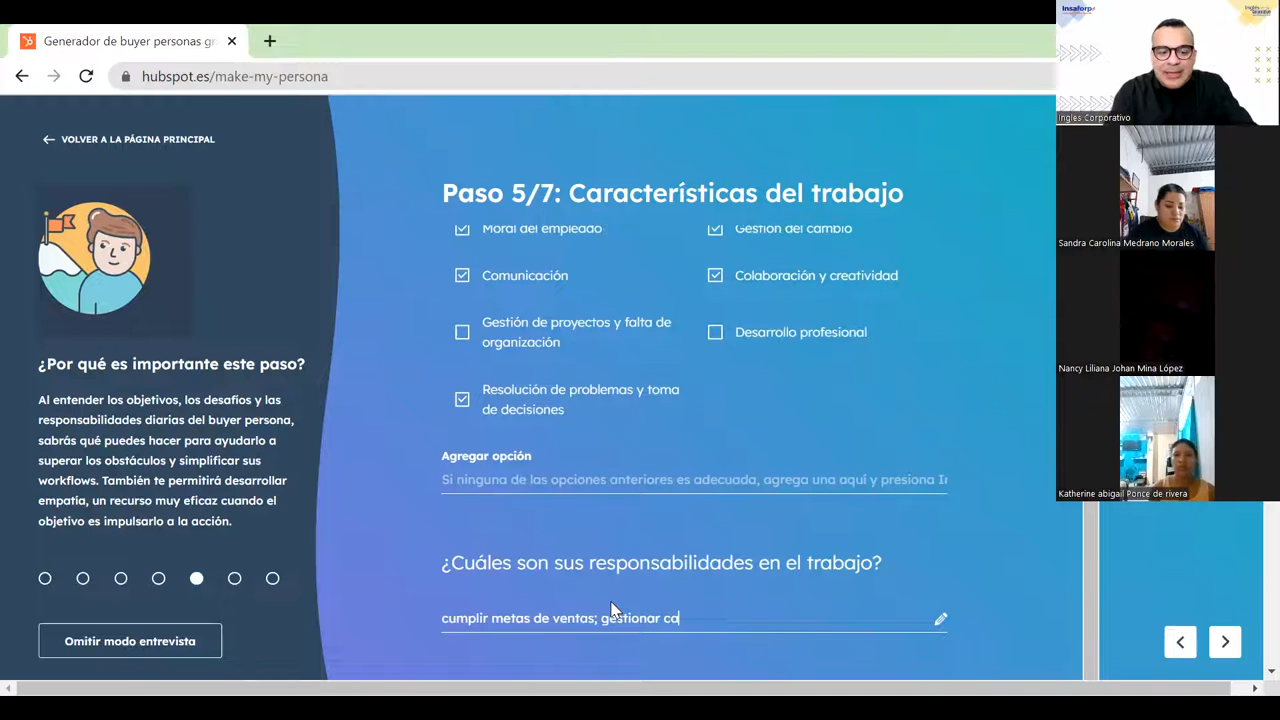 Generador de buyer personas gr
hubspot.es/make-my-persona
VOLVER A LA PÁGINA PRINCIPAL
¿Por qué es importante este paso?
Al entender los objetivos, los desafíos y las
responsabilidades diarias del buyer persona,
sabrás qué puedes hacer para ayudarlo a
superar los obstáculos y simplificar sus
workflows. También te permitirá desarrollar
empatía, un recurso muy eficaz cuando el
objetivo es impulsarlo a la acción.
Omitir modo entrevista
Paso 5/7: Características del trabajo
Moral del empleado
Gestión del cambio
Comunicación
Colaboración y creatividad
Gestión de proyectos y falta de
organización
Desarrollo profesional
Resolución de problemas y toma
de decisiones
Agregar opción
Si ninguna de las opciones anteriores es adecuada, agrega una aquí y presiona In
¿Cuáles son sus responsabilidades en el trabajo?
cumplir metas de ventas; gestionar ca
Insaforp
Ingles Corporativo
Sandra Carolina Medrano Morales
Nancy Liliana Johan Mina López
Katherine abigail Ponce de rivera